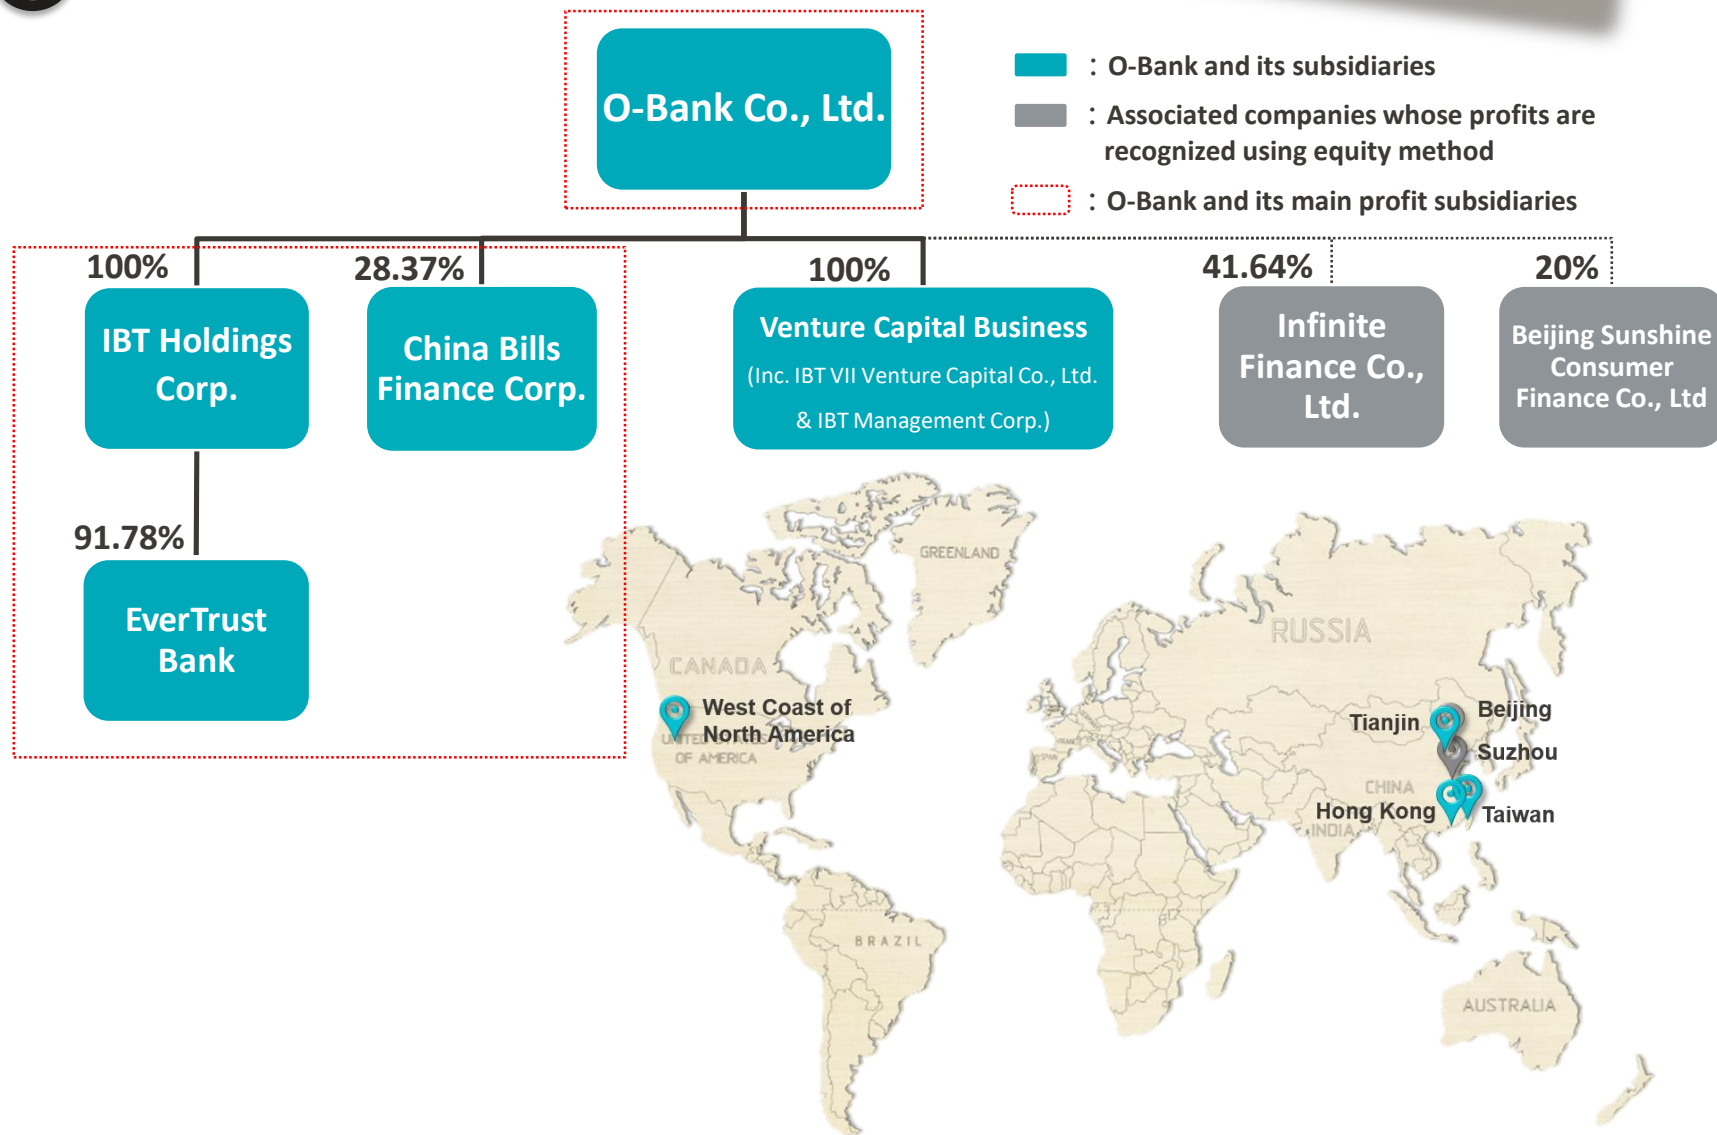 O-Bank Co., Ltd.
: O-Bank and its subsidiaries
: Associated companies whose profits are
recognized using equity method
: O-Bank and its main profit subsidiaries
100%
28.37%
100%
41.64%
20%
IBT Holdings
Corp.
China Bills
Finance Corp.
Venture Capital Business
(Inc. IBT VII Venture Capital Co., Ltd.
& IBT Management Corp.)
Infinite
Finance Co.,
Ltd.
Beijing Sunshine
Consumer
Finance Co., Ltd
91.78%
EverTrust
Bank
GREENLAND
CANADA
RUSSIA
West Coast of
North America
UNITED STATES
OF AMERICA
Tianjin
Beijing
Suzhou
CHINA
Hong Kong
Taiwan
INDIA
BRAZIL
AUSTRALIA